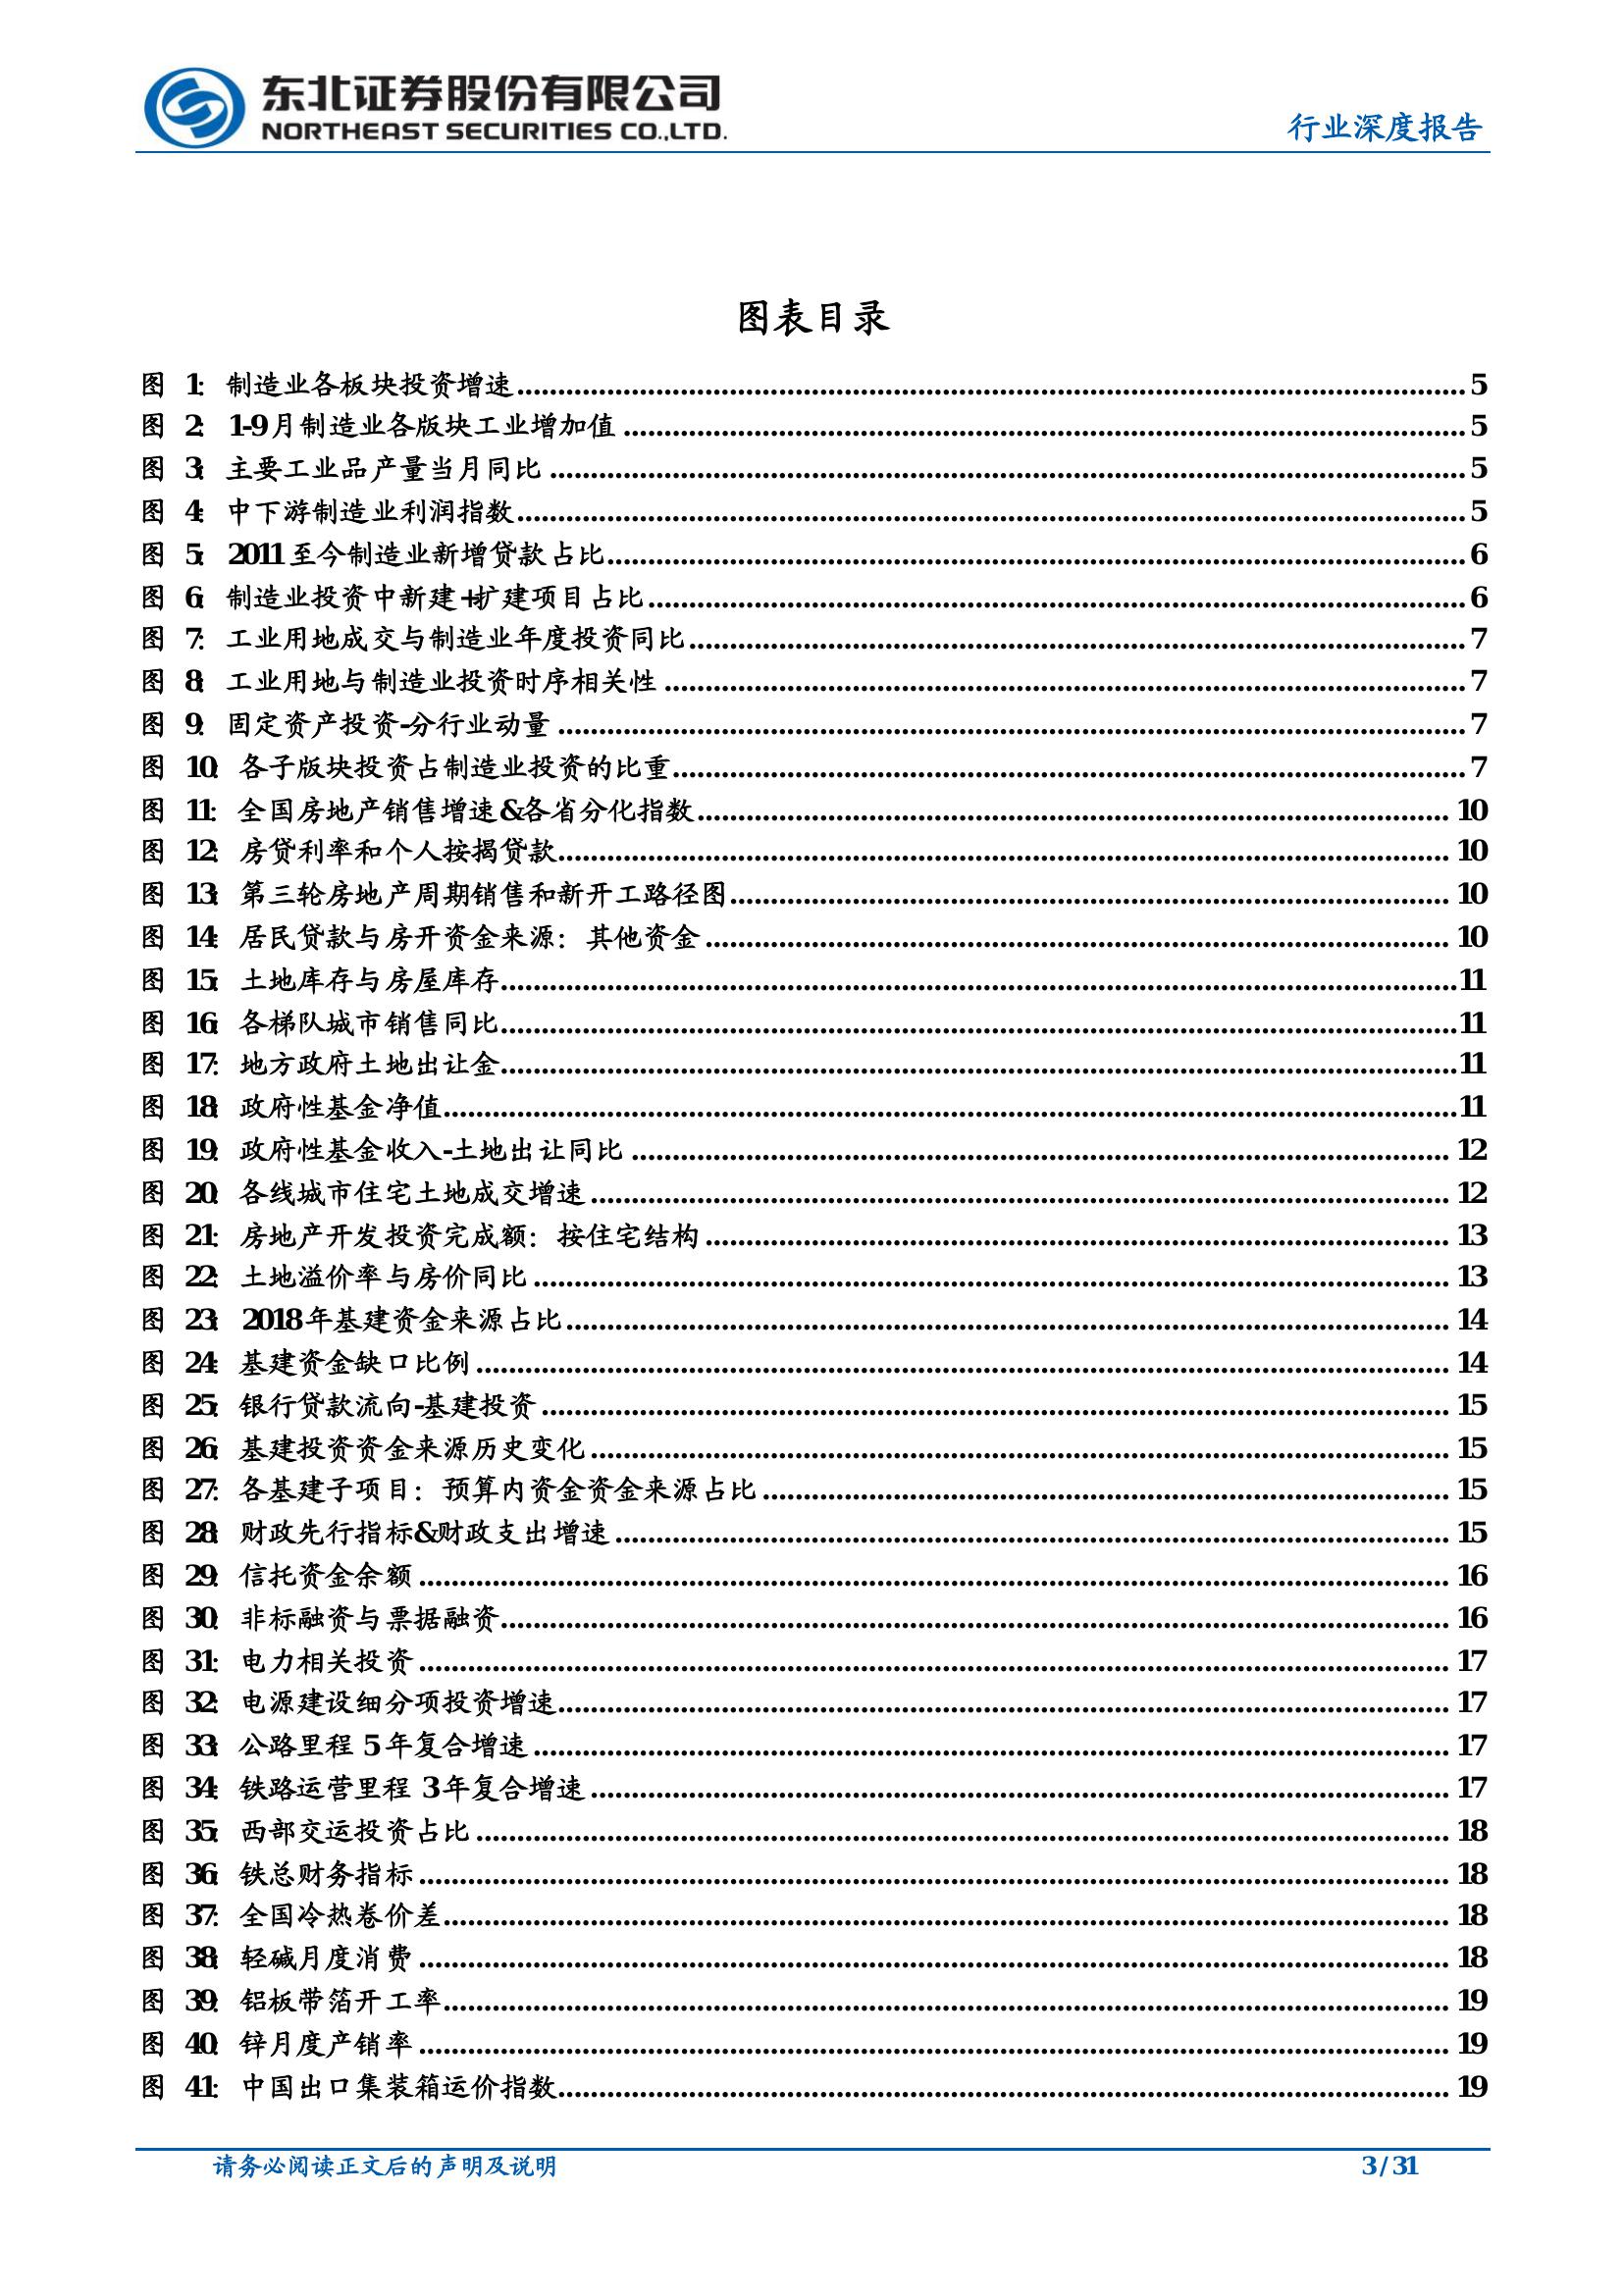 东北证券股份有限公司
NORTHEAST SECURITIES CO.,LTD.
行业深度报告
图表目录
图 1: 制造业各板块投资增速 5
图 2: 1-9月制造业各版块工业增加值 5
图 3: 主要工业品产量当月同比 5
图 4: 中下游制造业利润指数 5
图 5: 2011至今制造业新增贷款占比 6
图 6: 制造业投资中新建+扩建项目占比 6
图 7: 工业用地成交与制造业年度投资同比 7
图 8: 工业用地与制造业投资时序相关性 7
图 9: 固定资产投资-分行业动量 7
图 10: 各子版块投资占制造业投资的比重 7
图 11: 全国房地产销售增速&各省分化指数 10
图 12: 房贷利率和个人按揭贷款 10
图 13: 第三轮房地产周期销售和新开工路径图 10
图 14: 居民贷款与房开资金来源：其他资金 10
图 15: 土地库存与房屋库存 11
图 16: 各梯队城市销售同比 11
图 17: 地方政府土地出让金 11
图 18: 政府性基金净值 11
图 19: 政府性基金收入-土地出让同比 12
图 20: 各线城市住宅土地成交增速 12
图 21: 房地产开发投资完成额：按住宅结构 13
图 22: 土地溢价率与房价同比 13
图 23: 2018年基建资金来源占比 14
图 24: 基建资金缺口比例 14
图 25: 银行贷款流向-基建投资 15
图 26: 基建投资资金来源历史变化 15
图 27: 各基建子项目：预算内资金资金来源占比 15
图 28: 财政先行指标&财政支出增速 15
图 29: 信托资金余额 16
图 30: 非标融资与票据融资 16
图 31: 电力相关投资 17
图 32: 电源建设细分项投资增速 17
图 33: 公路里程 5年复合增速 17
图 34: 铁路运营里程 3年复合增速 17
图 35: 西部交运投资占比 18
图 36: 铁总财务指标 18
图 37: 全国冷热卷价差 18
图 38: 轻碱月度消费 18
图 39: 铝板带箔开工率 19
图 40: 锌月度产销率 19
图 41: 中国出口集装箱运价指数 19
请务必阅读正文后的声明及说明 3 / 31